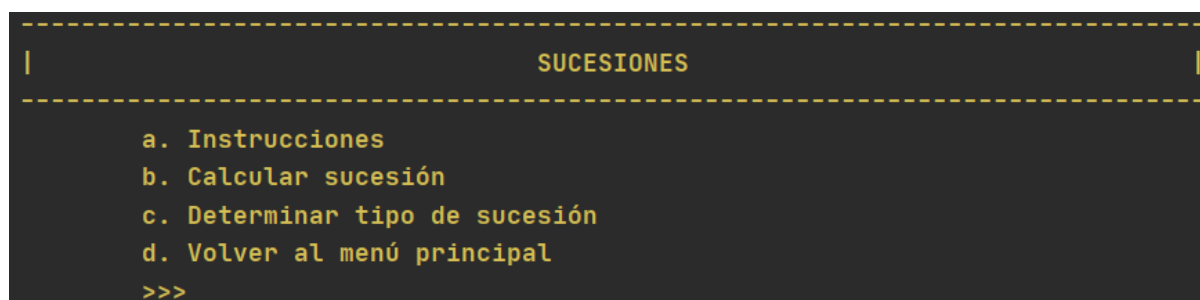 ------------------------------------------------------------------------------
| SUCESIONES |
------------------------------------------------------------------------------
a. Instrucciones
b. Calcular sucesión
c. Determinar tipo de sucesión
d. Volver al menú principal
>>>